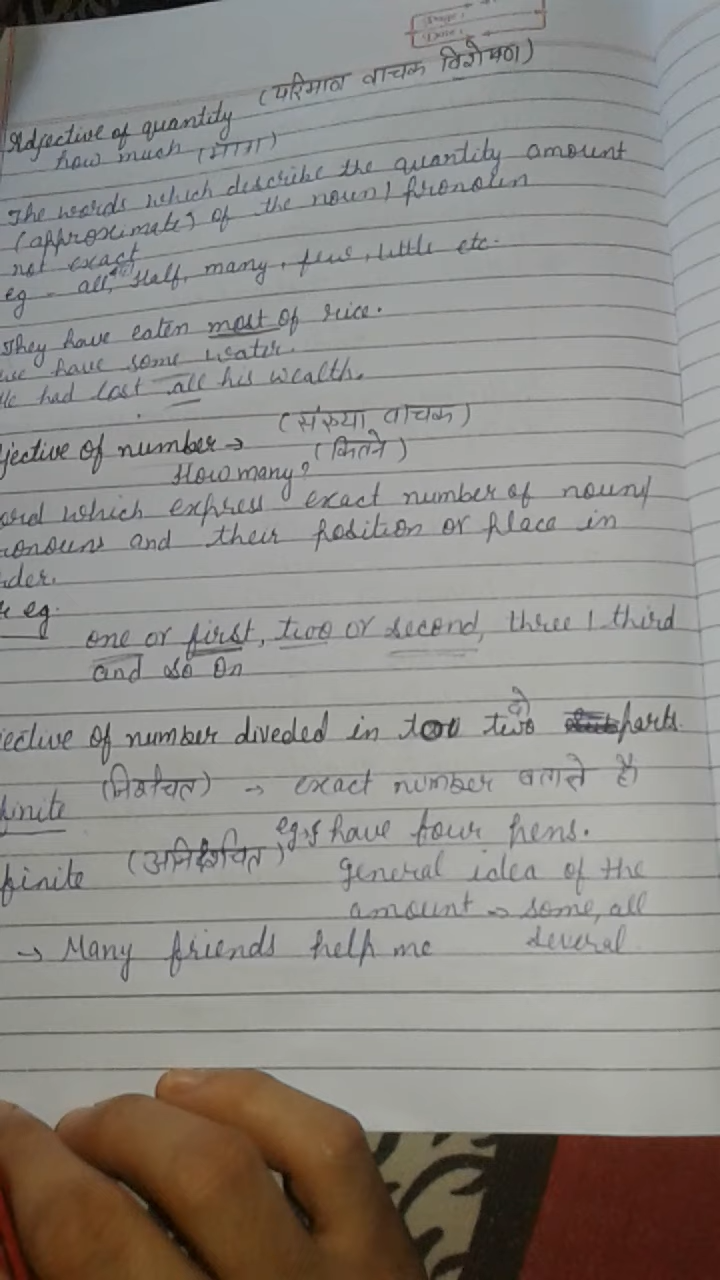 Page:
Date:
Adjective of quantity (परिमाण वाचक विशेषण)
how much (मात्रा)
The words which describe the quantity amount
(approximate) of the noun / pronoun
not exact
eg - all, Half, many, few, little etc.
They have eaten most of rice.
we have some water.
He had lost all his wealth.
jective of number → (संख्या वाचक)
How many? (कितने)
ord which express exact number of noun/
ronouns and their position or place in
der.
eg.
one or first, two or second, three / third
and so on
jective of number diveded in two दो parts.
finite (निश्चित) → exact number बताते है।
eg. I have four pens.
finite (अनिश्चित) general idea of the
amount → some, all
several
→ Many friends help me